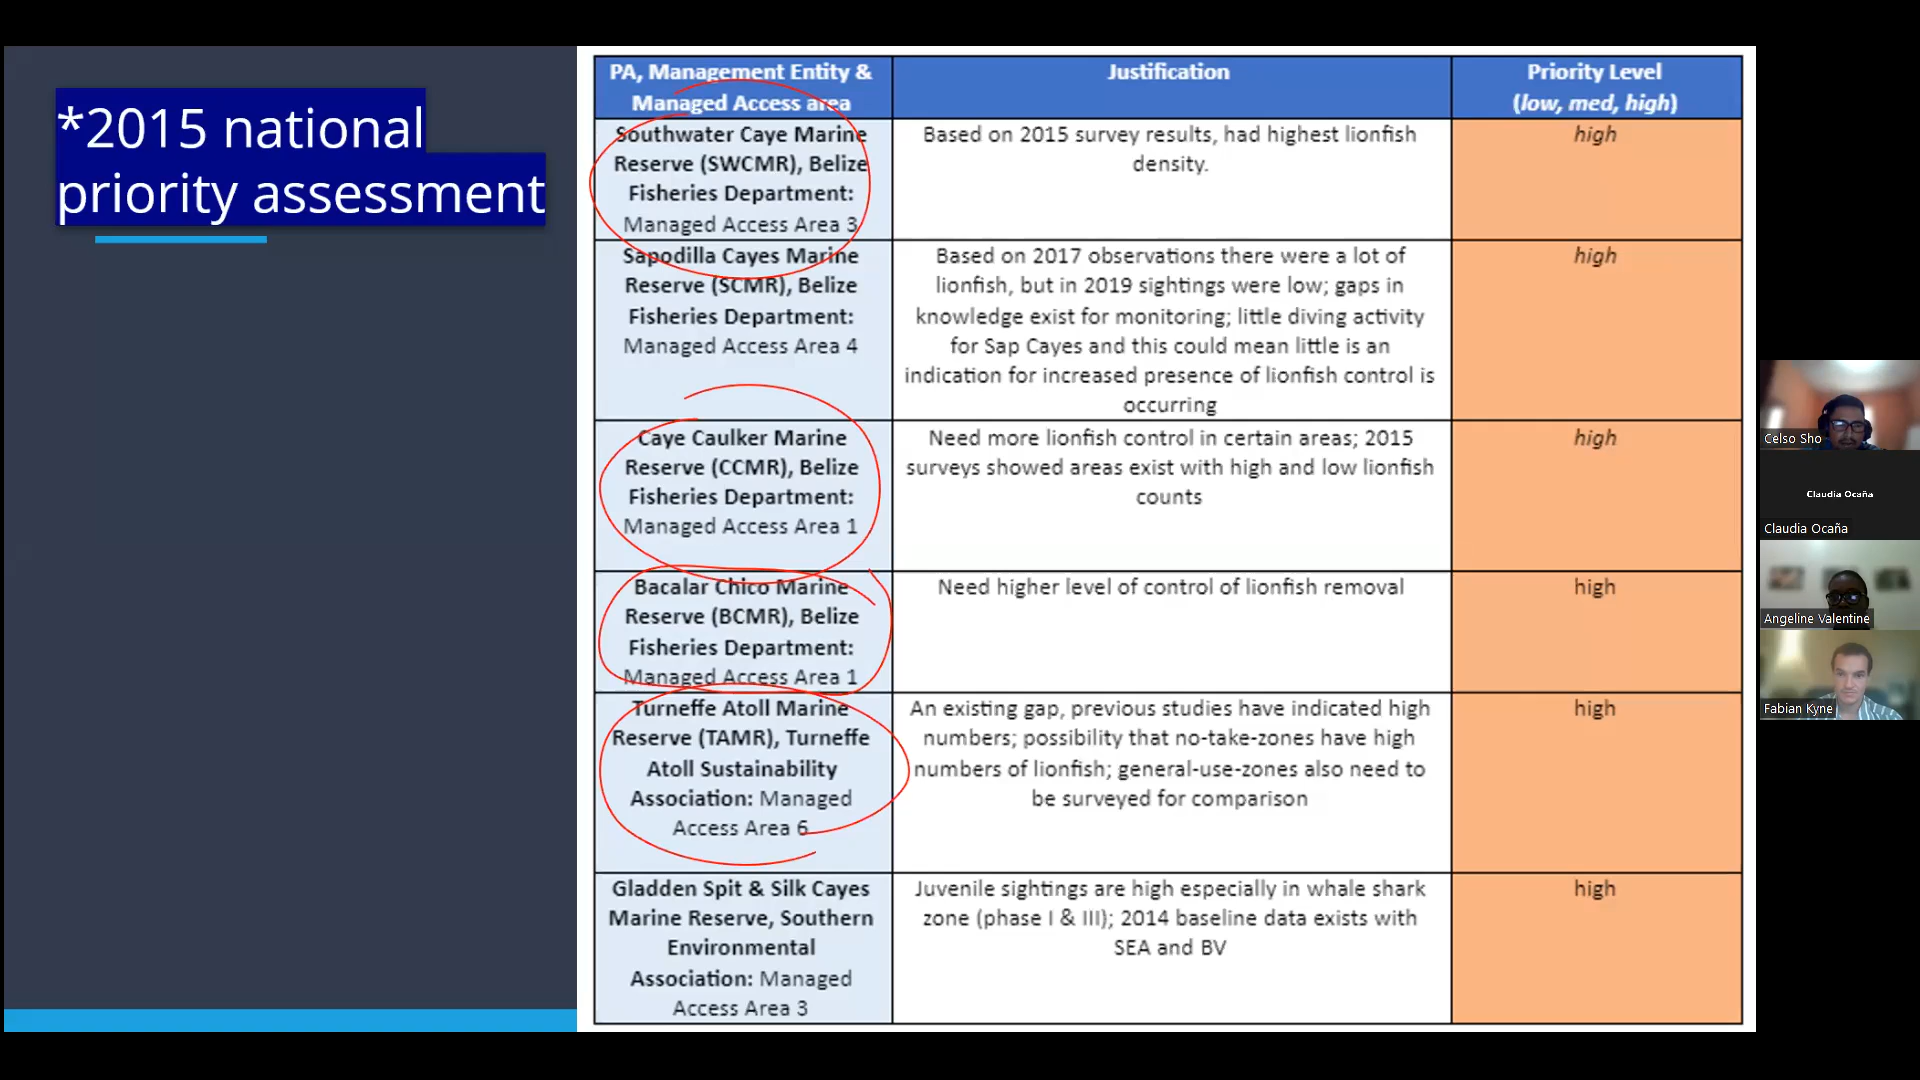 *2015 national
priority assessment
PA, Management Entity &
Managed Access area
Justification
Priority Level
(low, med, high)
Southwater Caye Marine
Reserve (SWCMR), Belize
Fisheries Department:
Managed Access Area 3
Based on 2015 survey results, had highest lionfish
density.
high
Sapodilla Cayes Marine
Reserve (SCMR), Belize
Fisheries Department:
Managed Access Area 4
Based on 2017 observations there were a lot of
lionfish, but in 2019 sightings were low; gaps in
knowledge exist for monitoring; little diving activity
for Sap Cayes and this could mean little is an
indication for increased presence of lionfish control is
occurring
high
Caye Caulker Marine
Reserve (CCMR), Belize
Fisheries Department:
Managed Access Area 1
Need more lionfish control in certain areas; 2015
surveys showed areas exist with high and low lionfish
counts
high
Bacalar Chico Marine
Reserve (BCMR), Belize
Fisheries Department:
Managed Access Area 1
Need higher level of control of lionfish removal
high
Turneffe Atoll Marine
Reserve (TAMR), Turneffe
Atoll Sustainability
Association: Managed
Access Area 6
An existing gap, previous studies have indicated high
numbers; possibility that no-take-zones have high
numbers of lionfish; general-use-zones also need to
be surveyed for comparison
high
Gladden Spit & Silk Cayes
Marine Reserve, Southern
Environmental
Association: Managed
Access Area 3
Juvenile sightings are high especially in whale shark
zone (phase I & III); 2014 baseline data exists with
SEA and BV
high
Celso Sho
Claudia Ocaña
Claudia Ocaña
Angeline Valentine
Fabian Kyne